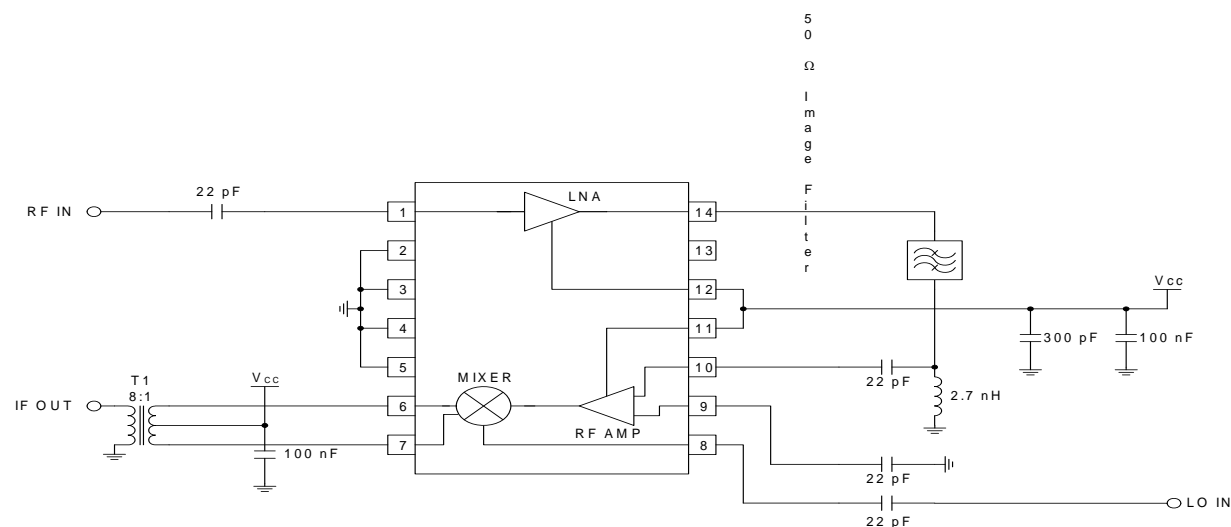 50 Ω Image Filter
22 pF
LNA
RF IN
1
14
2
13
3
12
Vcc
4
11
300 pF
100 nF
5
10
T1
8:1
Vcc
MIXER
22 pF
2.7 nH
IF OUT
6
9
RF AMP
7
8
100 nF
22 pF
22 pF
LO IN